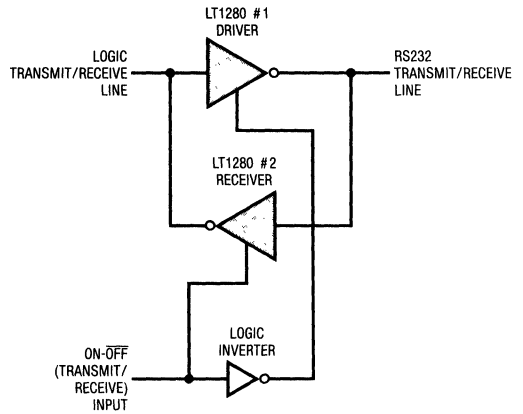 LT1280 #1
DRIVER
LOGIC
TRANSMIT/RECEIVE
LINE
RS232
TRANSMIT/RECEIVE
LINE
LT1280 #2
RECEIVER
LOGIC
INVERTER
ON-O̅F̅F̅
(TRANSMIT/
RECEIVE)
INPUT